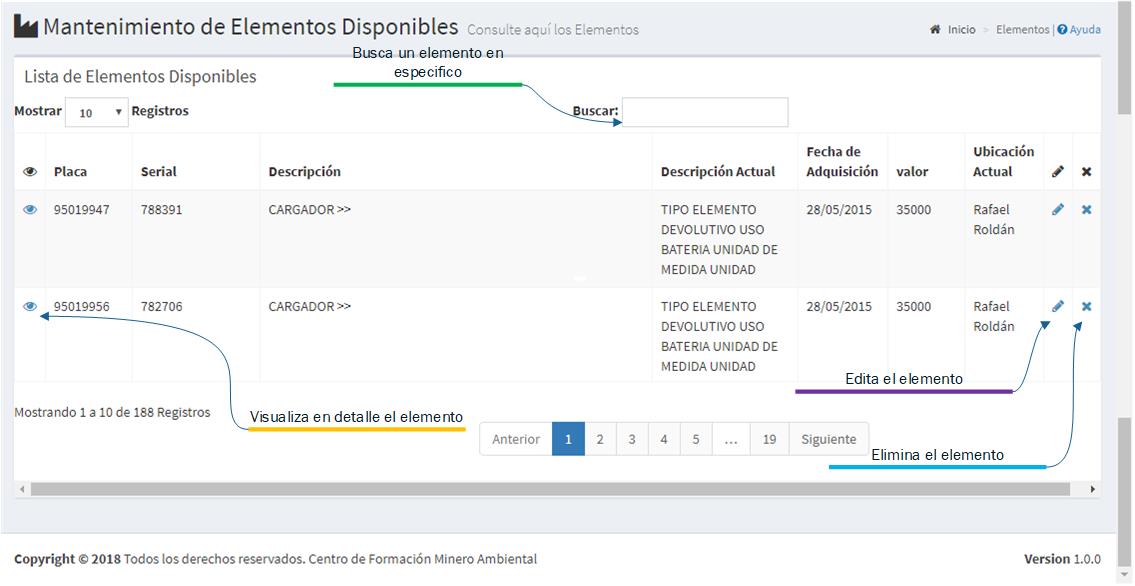 Mantenimiento de Elementos Disponibles Consulte aquí los Elementos
Inicio > Elementos | Ayuda
Busca un elemento en
especifico
Lista de Elementos Disponibles
Mostrar 10 Registros
Buscar:
Placa Serial Descripción Descripción Actual Fecha de Adquisición valor Ubicación Actual
95019947 788391 CARGADOR >> TIPO ELEMENTO 28/05/2015 35000 Rafael
DEVOLUTIVO USO Roldán
BATERIA UNIDAD DE
MEDIDA UNIDAD
95019956 782706 CARGADOR >> TIPO ELEMENTO 28/05/2015 35000 Rafael
DEVOLUTIVO USO Roldán
BATERIA UNIDAD DE
MEDIDA UNIDAD
Edita el elemento
Mostrando 1 a 10 de 188 Registros
Visualiza en detalle el elemento
Anterior 1 2 3 4 5 ... 19 Siguiente
Elimina el elemento
Copyright © 2018 Todos los derechos reservados. Centro de Formación Minero Ambiental
Version 1.0.0